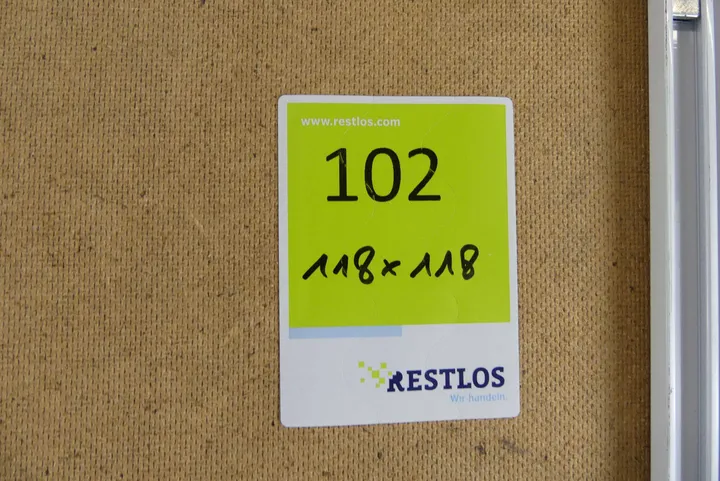 www.restlos.com
102
118x118
RESTLOS
Wir handeln.